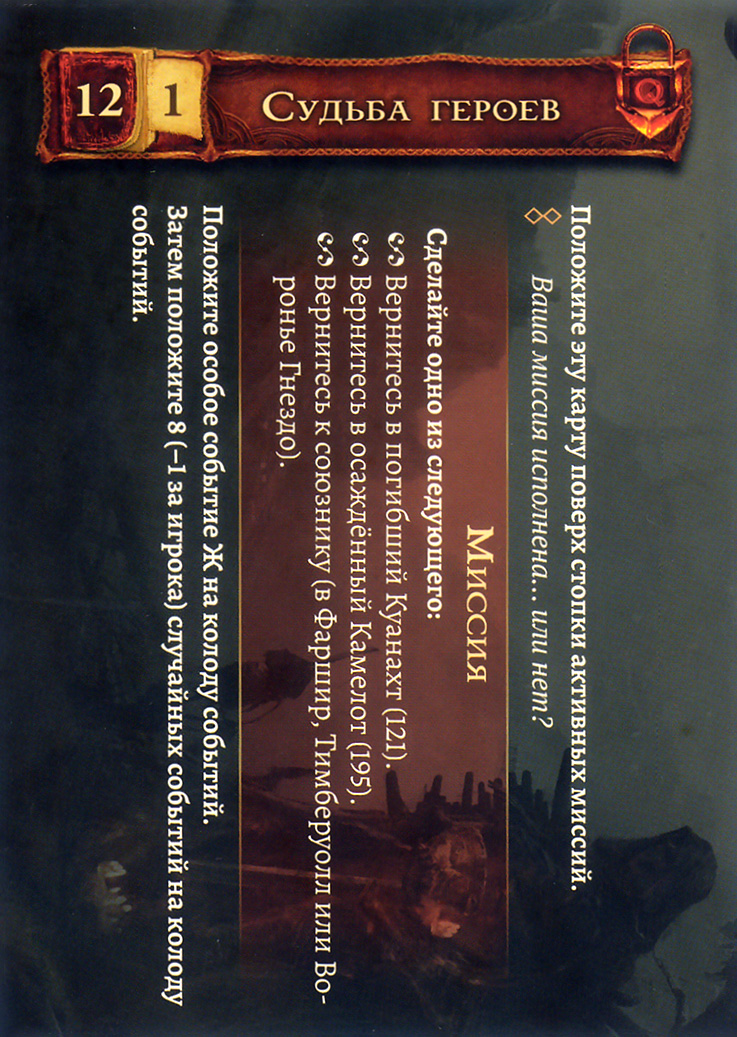 12 1 Судьба героев Q
Положите эту карту поверх стопки активных миссий.
Ваша миссия исполнена... или нет?
Миссия
Сделайте одно из следующего:
Вернитесь в погибший Куанахт (121).
Вернитесь в осаждённый Камелот (195).
Вернитесь к союзнику (в Фаршир, Тимберуолл или Во-
ронье Гнездо).
Положите особое событие Ж на колоду событий.
Затем положите 8 (–1 за игрока) случайных событий на колоду
событий.